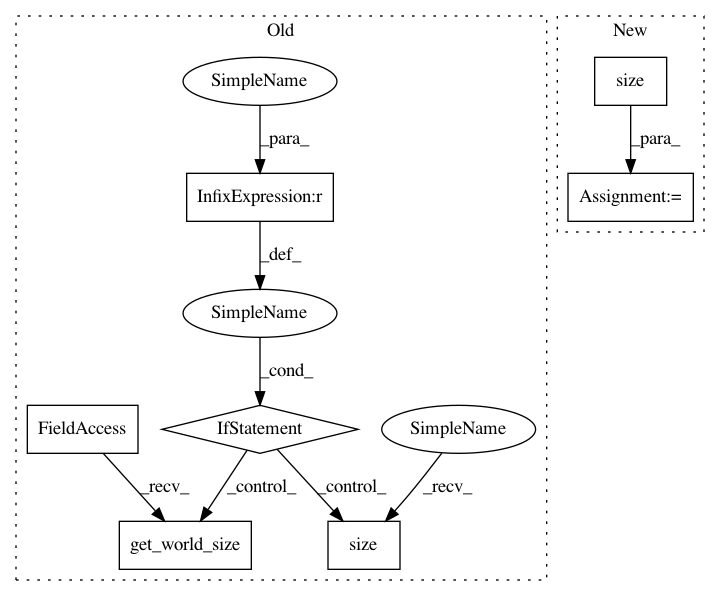 Old
New
SimpleName
size
_para_
_para_
InfixExpression:r
Assignment:=
_def_
SimpleName
_cond_
FieldAccess
IfStatement
SimpleName
_recv_
_control_
_control_
_recv_
get_world_size
size